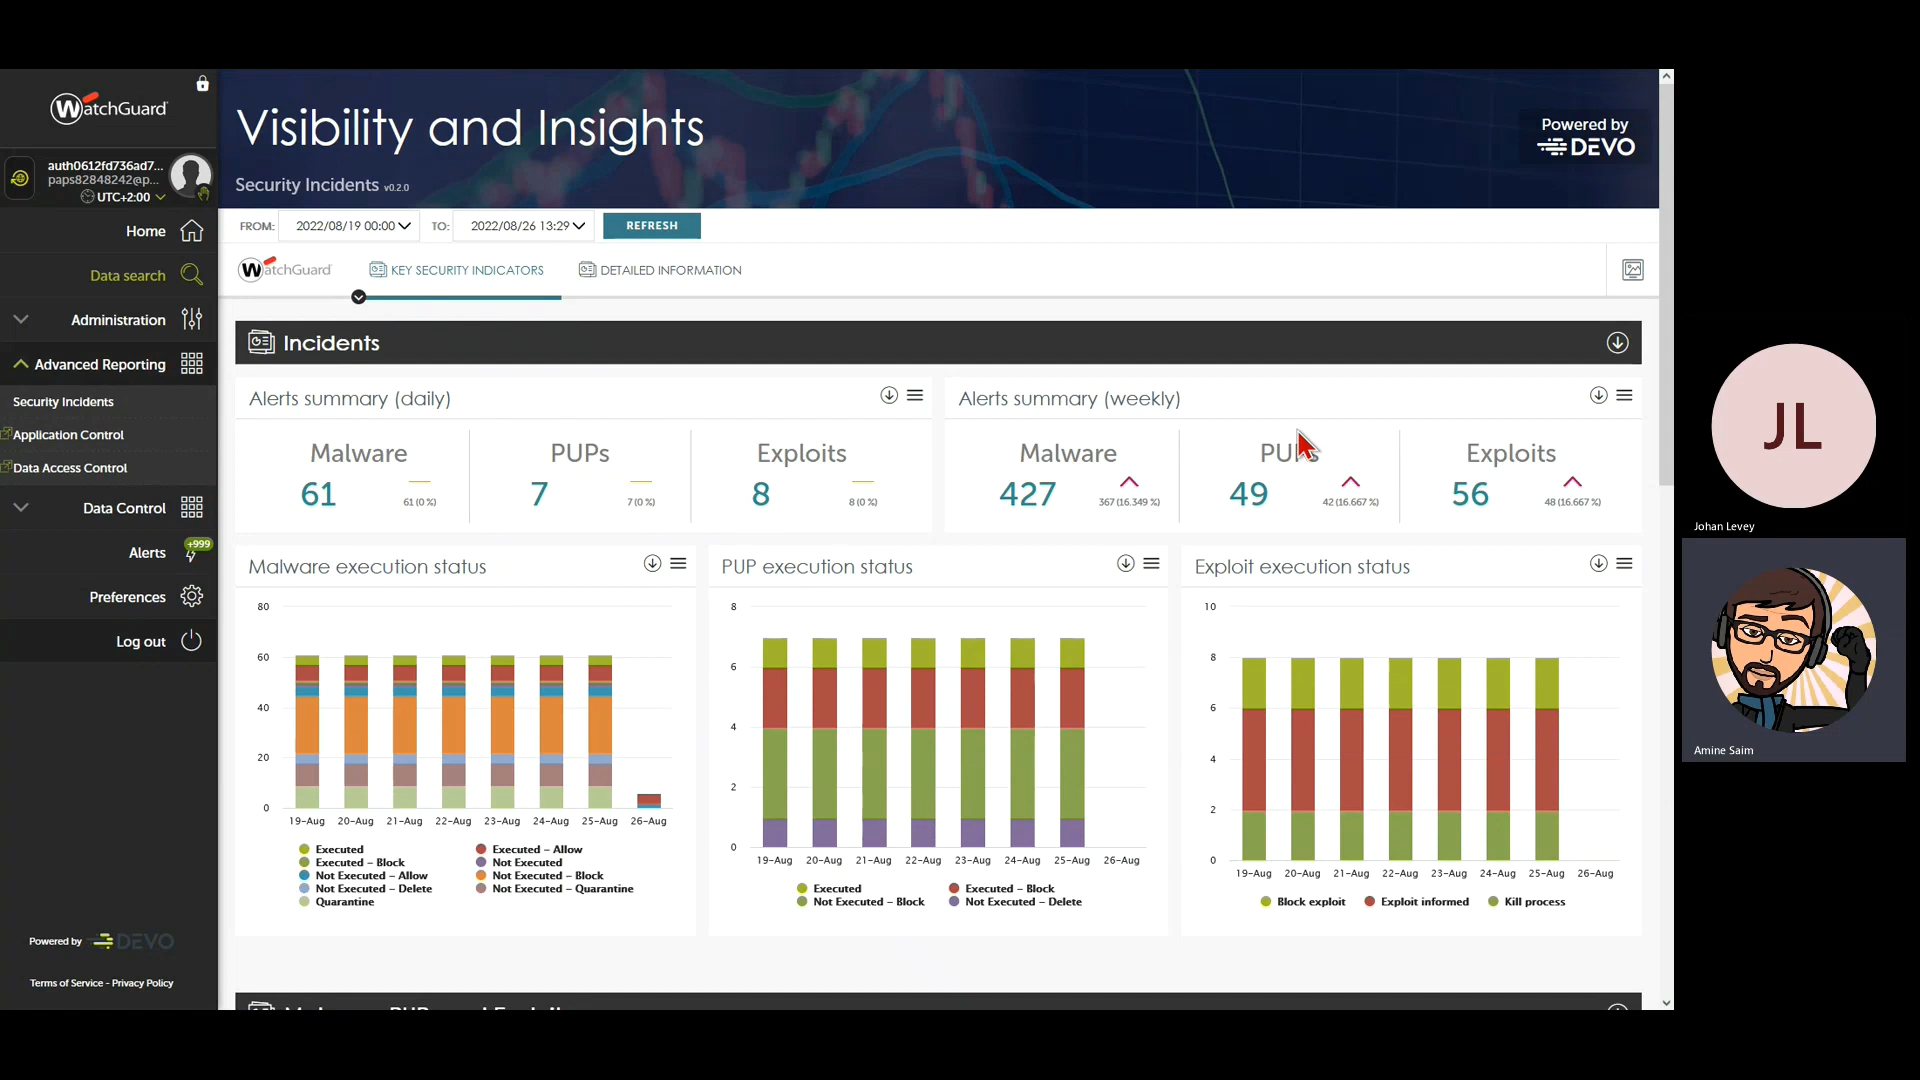 WatchGuard
auth0612fd736ad7...
paps82848242@p...
UTC+2:00
Home
Data search
Administration
Advanced Reporting
Security Incidents
Application Control
Data Access Control
Data Control
Alerts
+999
Preferences
Log out
Powered by DEVO
Terms of Service - Privacy Policy
Visibility and Insights
Security Incidents v0.2.0
Powered by
DEVO
FROM: 2022/08/19 00:00 TO: 2022/08/26 13:29 REFRESH
WatchGuard KEY SECURITY INDICATORS DETAILED INFORMATION
Incidents
Alerts summary (daily)
Malware PUPs Exploits
61 61 (0 %) 7 7 (0 %) 8 8 (0 %)
Alerts summary (weekly)
Malware PUPs Exploits
427 367 (16.349 %) 49 42 (16.667 %) 56 48 (16.667 %)
Malware execution status
80
60
40
20
0
19-Aug 20-Aug 21-Aug 22-Aug 23-Aug 24-Aug 25-Aug 26-Aug
Executed Executed - Allow
Executed - Block Not Executed
Not Executed - Allow Not Executed - Block
Not Executed - Delete Not Executed - Quarantine
Quarantine
PUP execution status
8
6
4
2
0
19-Aug 20-Aug 21-Aug 22-Aug 23-Aug 24-Aug 25-Aug 26-Aug
Executed Executed - Block
Not Executed - Block Not Executed - Delete
Exploit execution status
10
8
6
4
2
0
19-Aug 20-Aug 21-Aug 22-Aug 23-Aug 24-Aug 25-Aug 26-Aug
Block exploit Exploit informed Kill process
JL
Johan Levey
Amine Saim